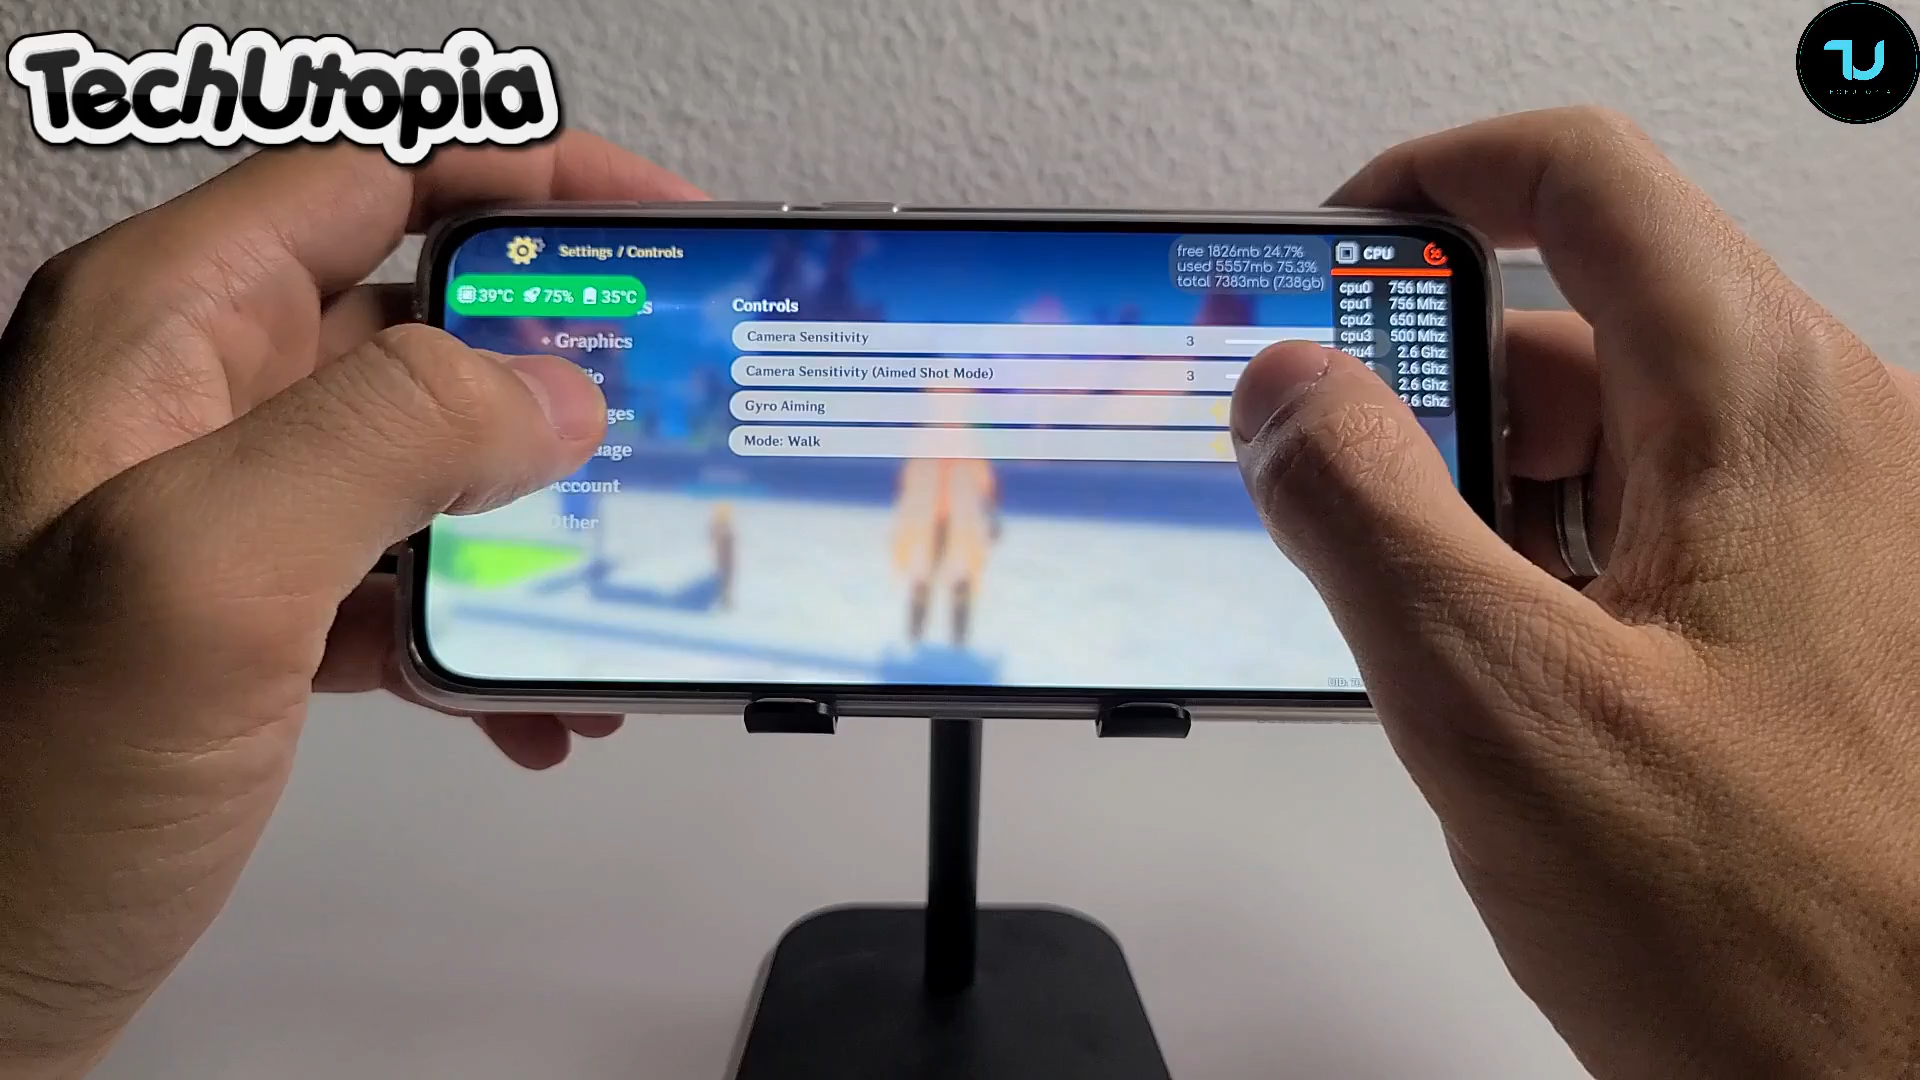 TechUtopia
TU
Settings / Controls
39°C 75% 35°C
free 1826mb 24.7%
used 5557mb 75.3%
total 7383mb (7.38gb)
CPU
cpu0 756 Mhz
cpu1 756 Mhz
cpu2 650 Mhz
cpu3 500 Mhz
cpu4 2.6 Ghz
2.6 Ghz
2.6 Ghz
2.6 Ghz
Graphics
Account
Other
Controls
Camera Sensitivity 3
Camera Sensitivity (Aimed Shot Mode) 3
Gyro Aiming
Mode: Walk